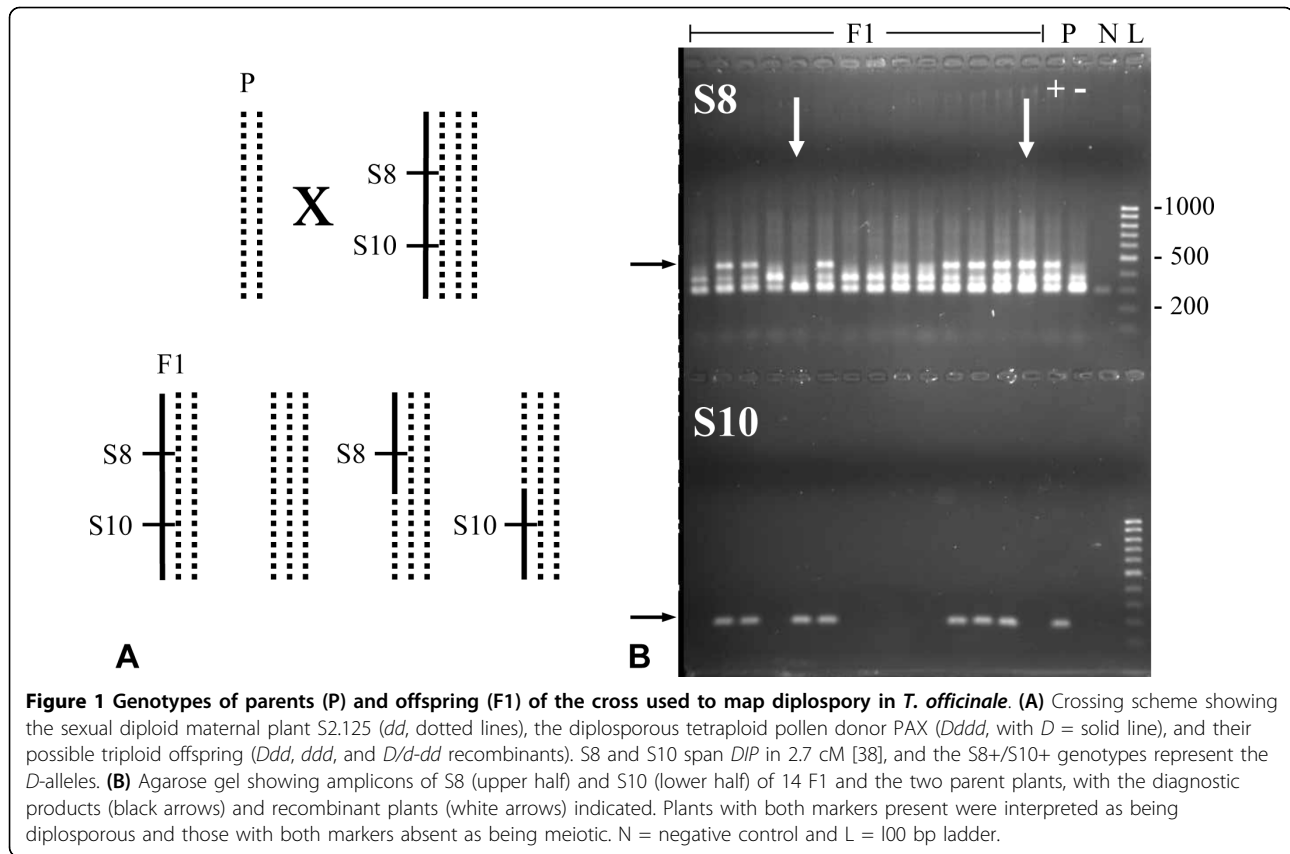 P
S8
X
S10
F1
S8
S10
S8
S10
A
F1 P N L
S8
+ -
-1000
- 500
- 200
S10
B
Figure 1 Genotypes of parents (P) and offspring (F1) of the cross used to map diplospory in T. officinale. (A) Crossing scheme showing
the sexual diploid maternal plant S2.125 (dd, dotted lines), the diplosporous tetraploid pollen donor PAX (Dddd, with D = solid line), and their
possible triploid offspring (Ddd, ddd, and D/d-dd recombinants). S8 and S10 span DIP in 2.7 cM [38], and the S8+/S10+ genotypes represent the
D-alleles. (B) Agarose gel showing amplicons of S8 (upper half) and S10 (lower half) of 14 F1 and the two parent plants, with the diagnostic
products (black arrows) and recombinant plants (white arrows) indicated. Plants with both markers present were interpreted as being
diplosporous and those with both markers absent as being meiotic. N = negative control and L = l00 bp ladder.